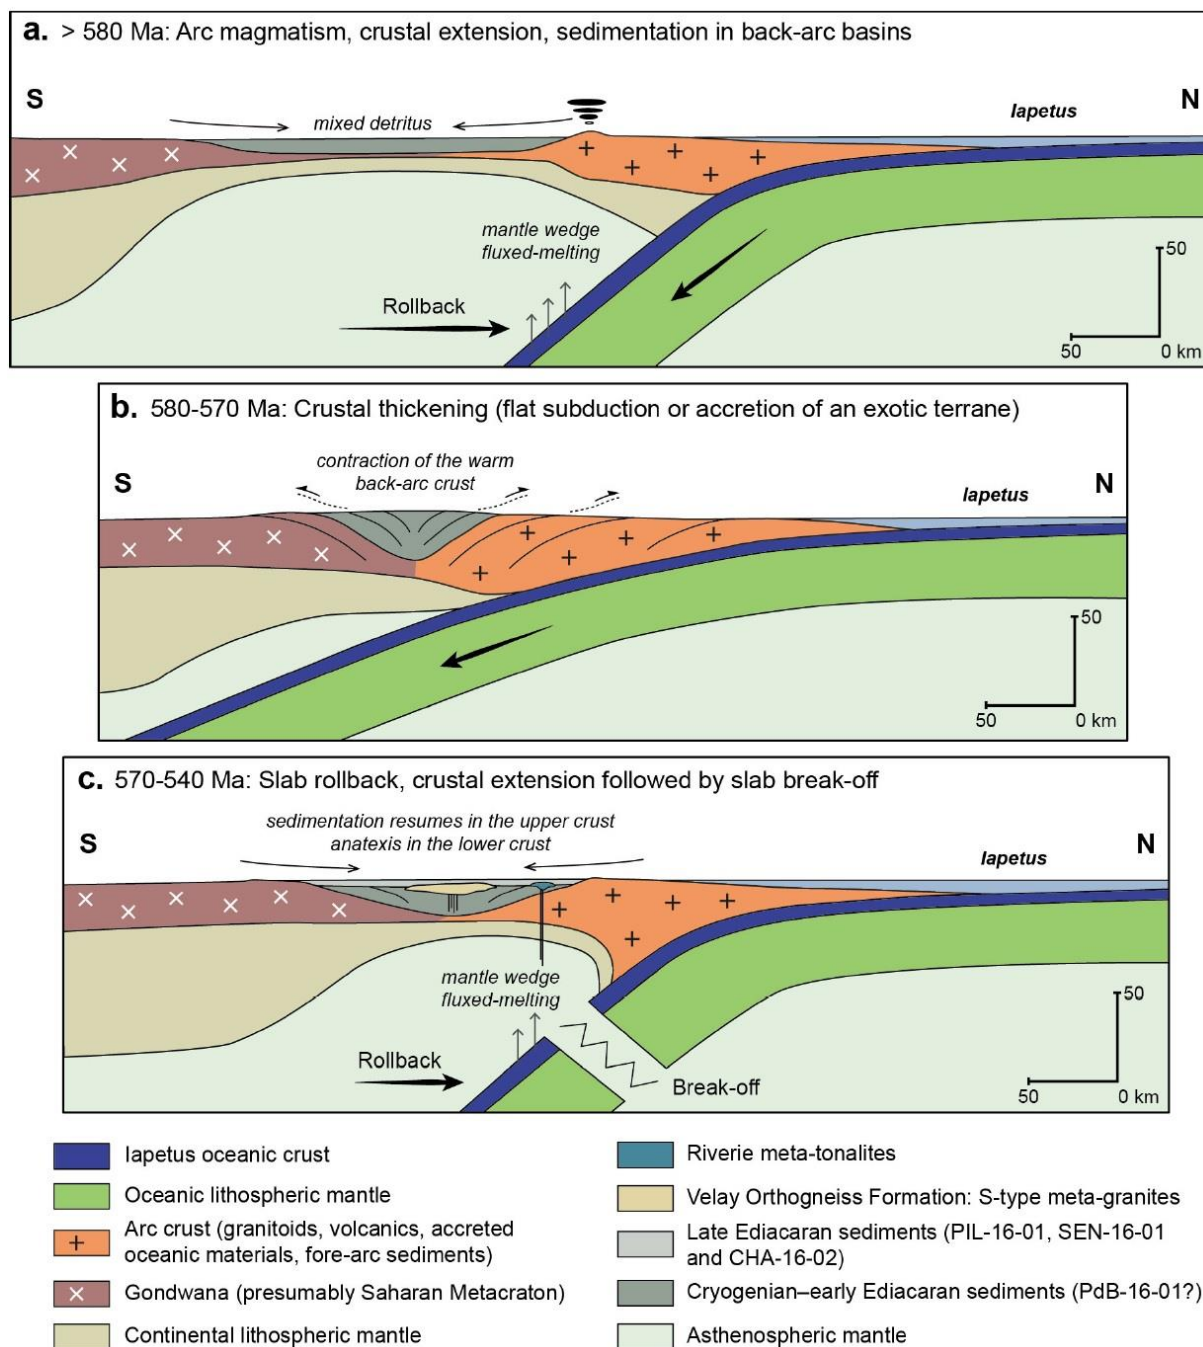 a. > 580 Ma: Arc magmatism, crustal extension, sedimentation in back-arc basins
S
N
mixed detritus
Iapetus
mantle wedge
fluxed-melting
Rollback
50
50
0 km
b. 580-570 Ma: Crustal thickening (flat subduction or accretion of an exotic terrane)
contraction of the warm
back-arc crust
S
N
Iapetus
50
50
0 km
c. 570-540 Ma: Slab rollback, crustal extension followed by slab break-off
sedimentation resumes in the upper crust
anatexis in the lower crust
S
N
Iapetus
mantle wedge
fluxed-melting
Rollback
Break-off
50
50
0 km
Iapetus oceanic crust
Oceanic lithospheric mantle
Arc crust (granitoids, volcanics, accreted
oceanic materials, fore-arc sediments)
Gondwana (presumably Saharan Metacraton)
Continental lithospheric mantle
Riverie meta-tonalites
Velay Orthogneiss Formation: S-type meta-granites
Late Ediacaran sediments (PIL-16-01, SEN-16-01
and CHA-16-02)
Cryogenian–early Ediacaran sediments (PdB-16-01?)
Asthenospheric mantle